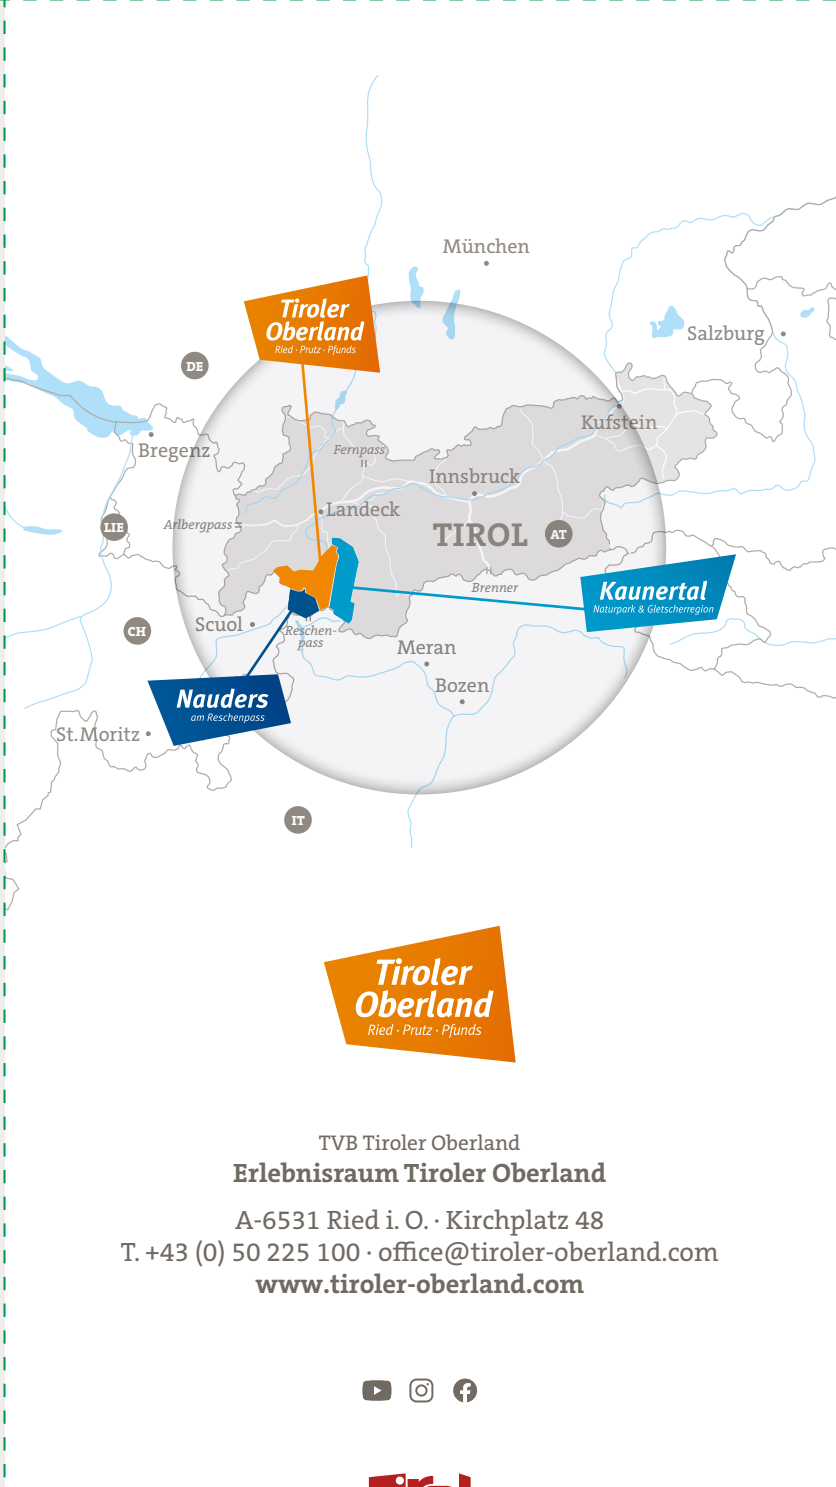 München
Tiroler
Oberland
Ried · Prutz · Pfunds
Salzburg
DE
Kufstein
Bregenz
Fernpass
Innsbruck
Landeck
Arlbergpass
LIE
TIROL
AT
Brenner
Kaunertal
Naturpark & Gletscherregion
Scuol
CH
Reschen-
pass
Meran
Bozen
Nauders
am Reschenpass
St.Moritz
IT
Tiroler
Oberland
Ried · Prutz · Pfunds
TVB Tiroler Oberland
Erlebnisraum Tiroler Oberland
A-6531 Ried i. O. · Kirchplatz 48
T. +43 (0) 50 225 100 · office@tiroler-oberland.com
www.tiroler-oberland.com